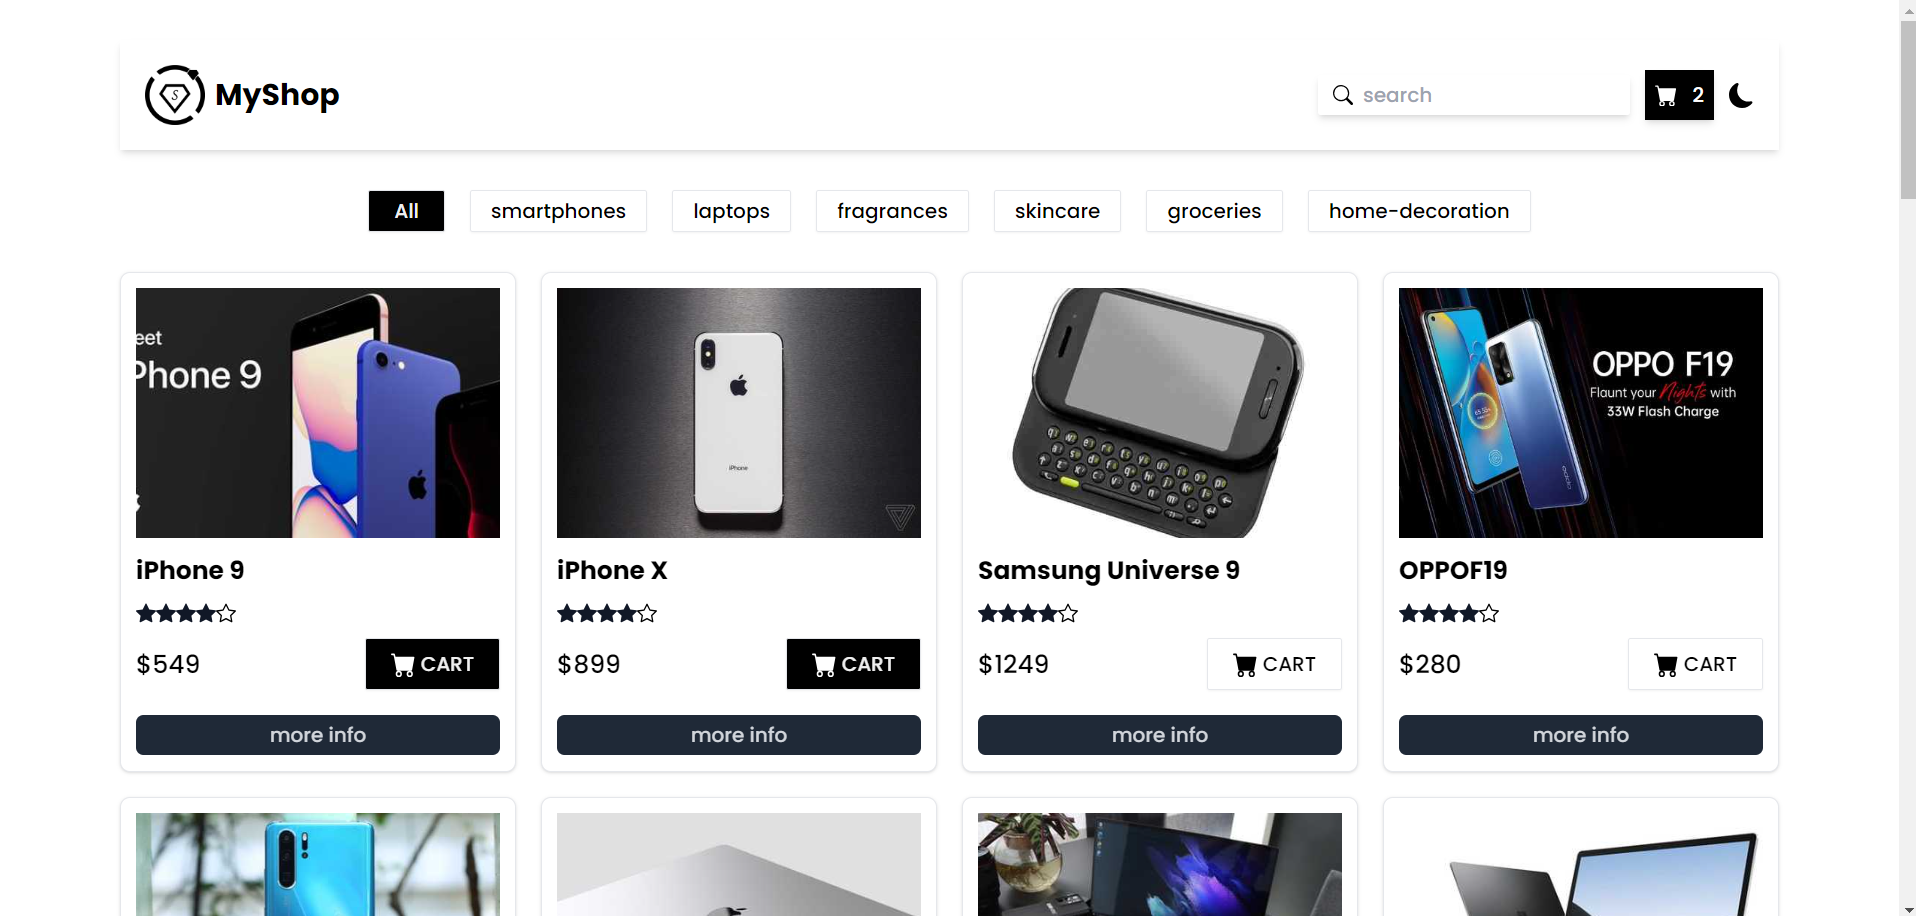 S MyShop
search
2
All
smartphones
laptops
fragrances
skincare
groceries
home-decoration
eet
Phone 9
iPhone
OPPO F19
Flaunt your Nights with
33W Flash Charge
oppo
iPhone 9
iPhone X
Samsung Universe 9
OPPOF19
$549
CART
$899
CART
$1249
CART
$280
CART
more info
more info
more info
more info